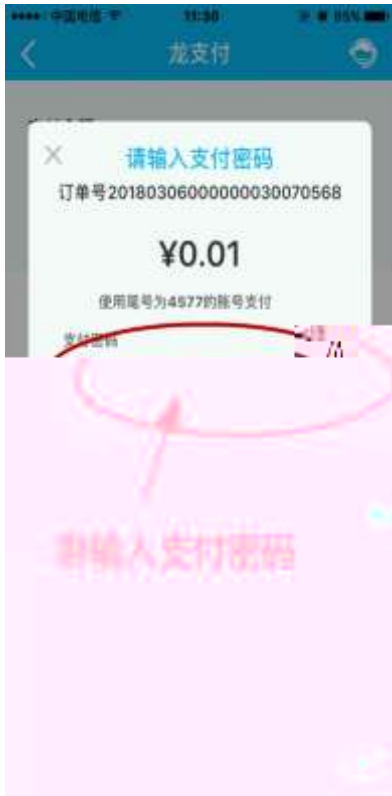 中国电信 11:30 85%
龙支付
请输入支付密码
订单号201803060000000030070568
¥0.01
使用尾号为4577的账号支付
支付密码
请输入支付密码